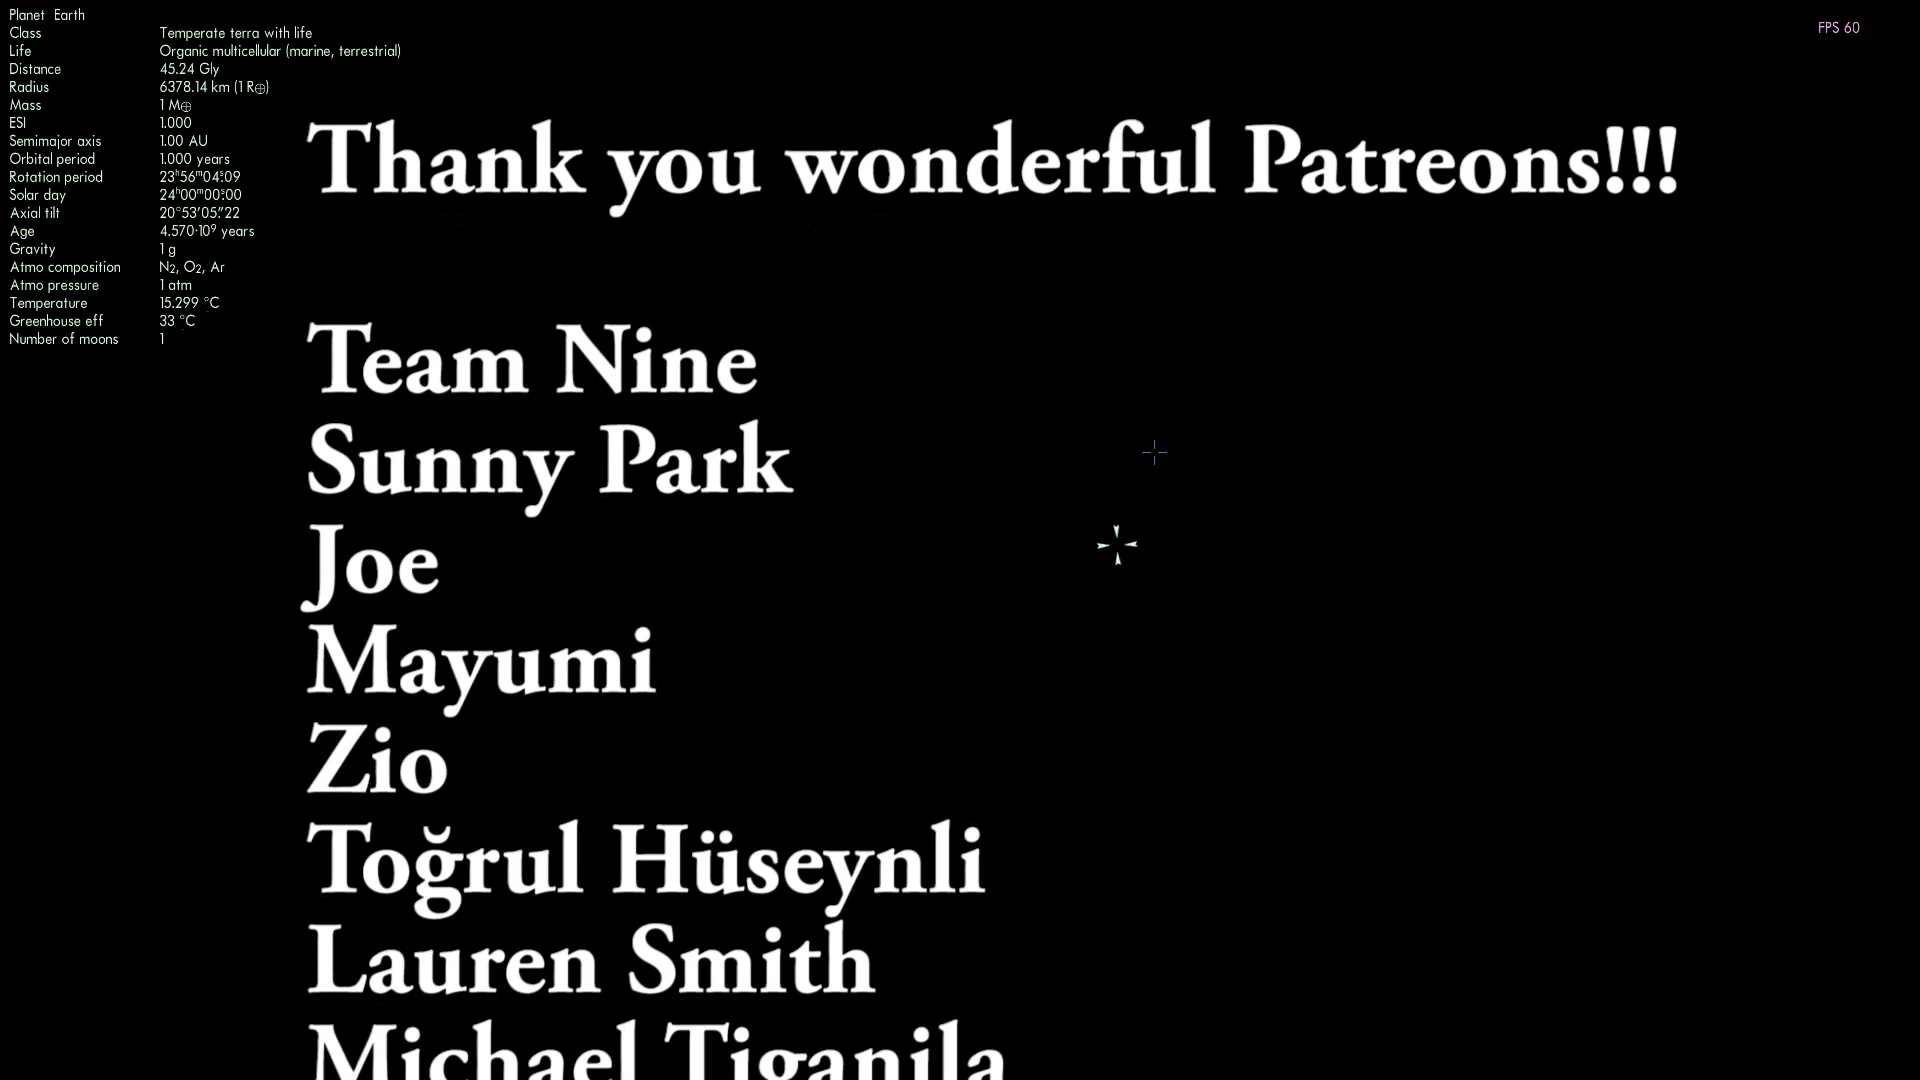 Planet Earth
Class Temperate terra with life
Life Organic multicellular (marine, terrestrial)
Distance 45.24 Gly
Radius 6378.14 km (1 R⊕)
Mass 1 M⊕
ESI 1.000
Semimajor axis 1.00 AU
Orbital period 1.000 years
Rotation period 23ʰ56ᵐ04ˢ.09
Solar day 24ʰ00ᵐ00ˢ.00
Axial tilt 20°53′05.″22
Age 4.570·10⁹ years
Gravity 1 g
Atmo composition N₂, O₂, Ar
Atmo pressure 1 atm
Temperature 15.299 °C
Greenhouse eff 33 °C
Number of moons 1
FPS 60
Thank you wonderful Patreons!!!
Team Nine
Sunny Park
Joe
Mayumi
Zio
Toğrul Hüseynli
Lauren Smith
Michael Tiganila